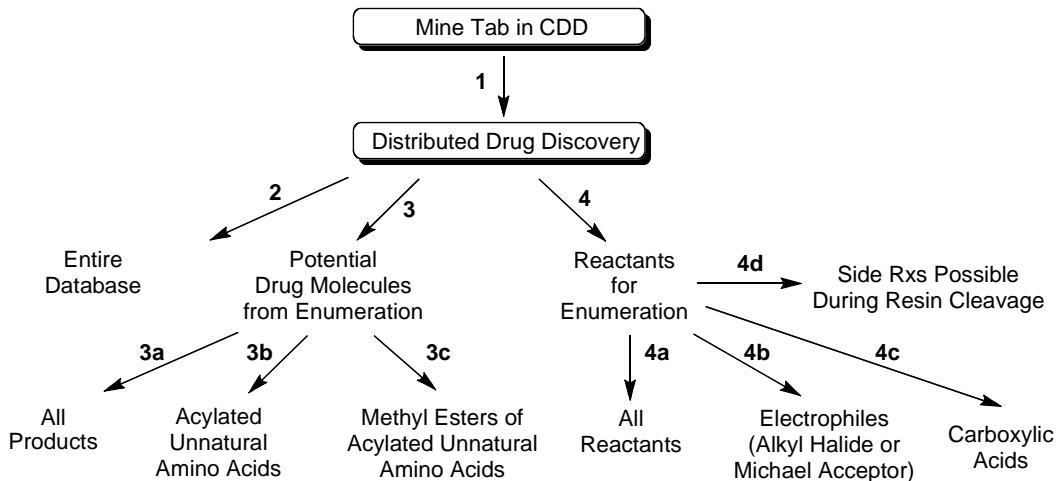 Mine Tab in CDD
1
Distributed Drug Discovery
2
3
4
Entire
Database
Potential
Drug Molecules
from Enumeration
Reactants
for
Enumeration
4d
Side Rxs Possible
During Resin Cleavage
3a
3b
3c
4a
4b
4c
All
Products
Acylated
Unnatural
Amino Acids
Methyl Esters of
Acylated Unnatural
Amino Acids
All
Reactants
Electrophiles
(Alkyl Halide or
Michael Acceptor)
Carboxylic
Acids